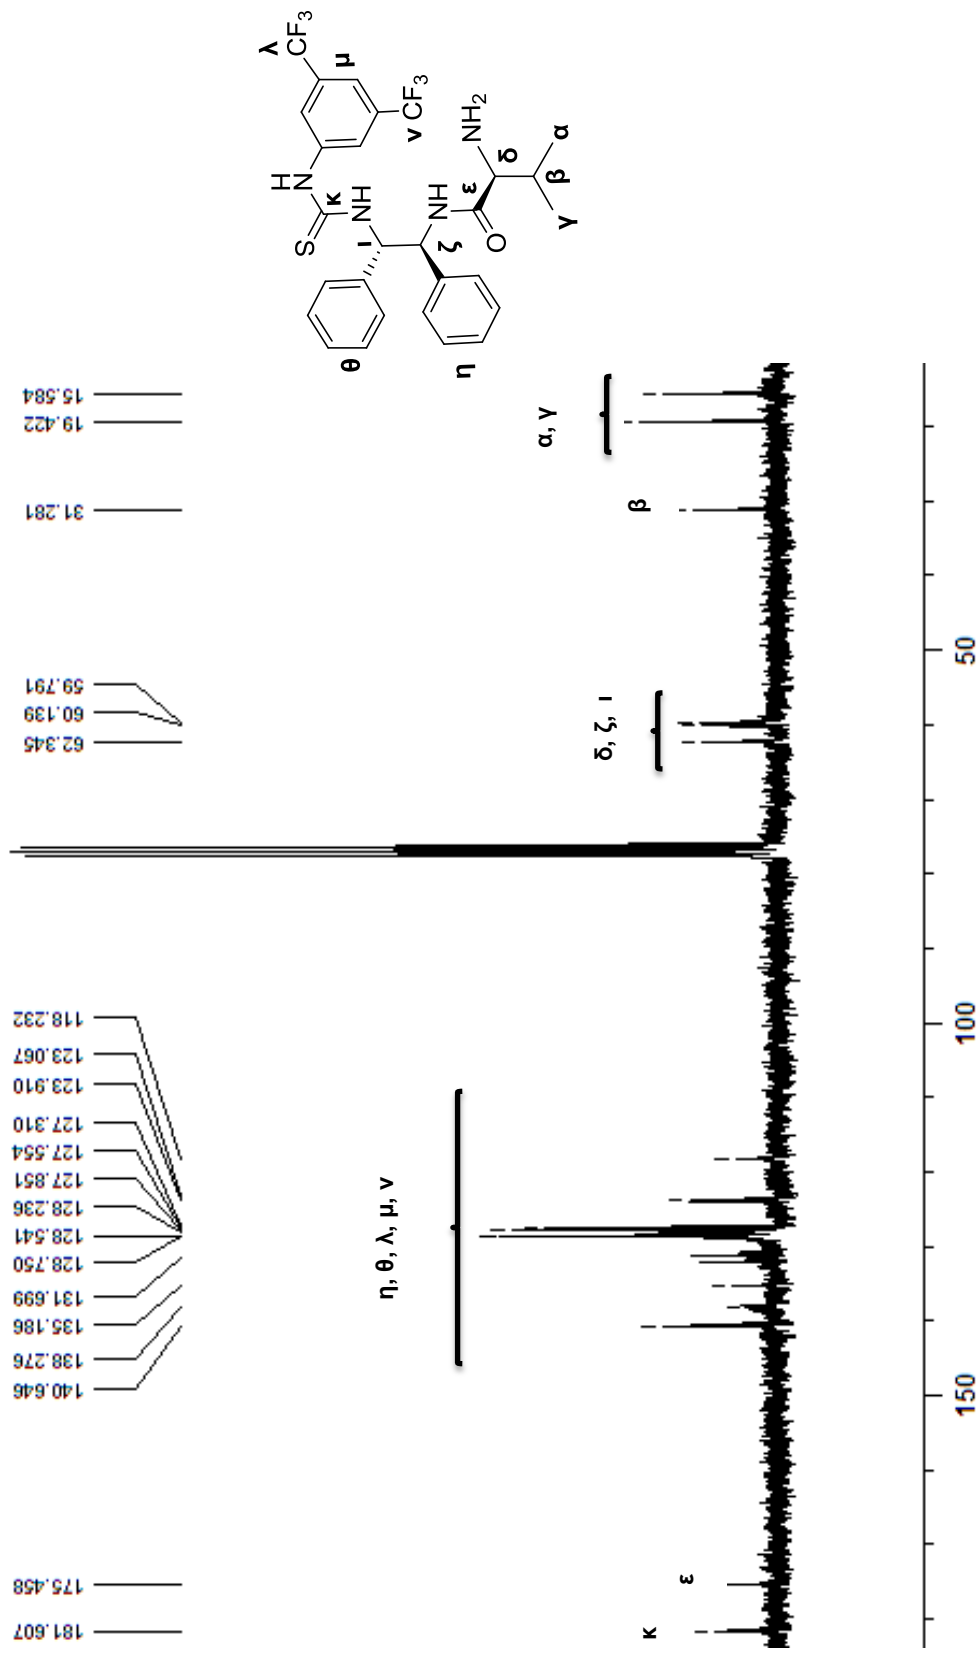 λ
CF3
μ
CF3
ν
H
N
κ
S
NH
ι
NH
ζ
ε
O
NH2
δ
α
β
γ
θ
η
181.607
175.458
140.646
138.276
135.186
131.699
128.750
128.541
128.236
127.851
127.554
127.310
123.910
123.067
118.232
62.345
60.139
59.791
31.281
19.422
15.584
κ
ε
η, θ, λ, μ, ν
δ, ζ, ι
β
α, γ
150
100
50